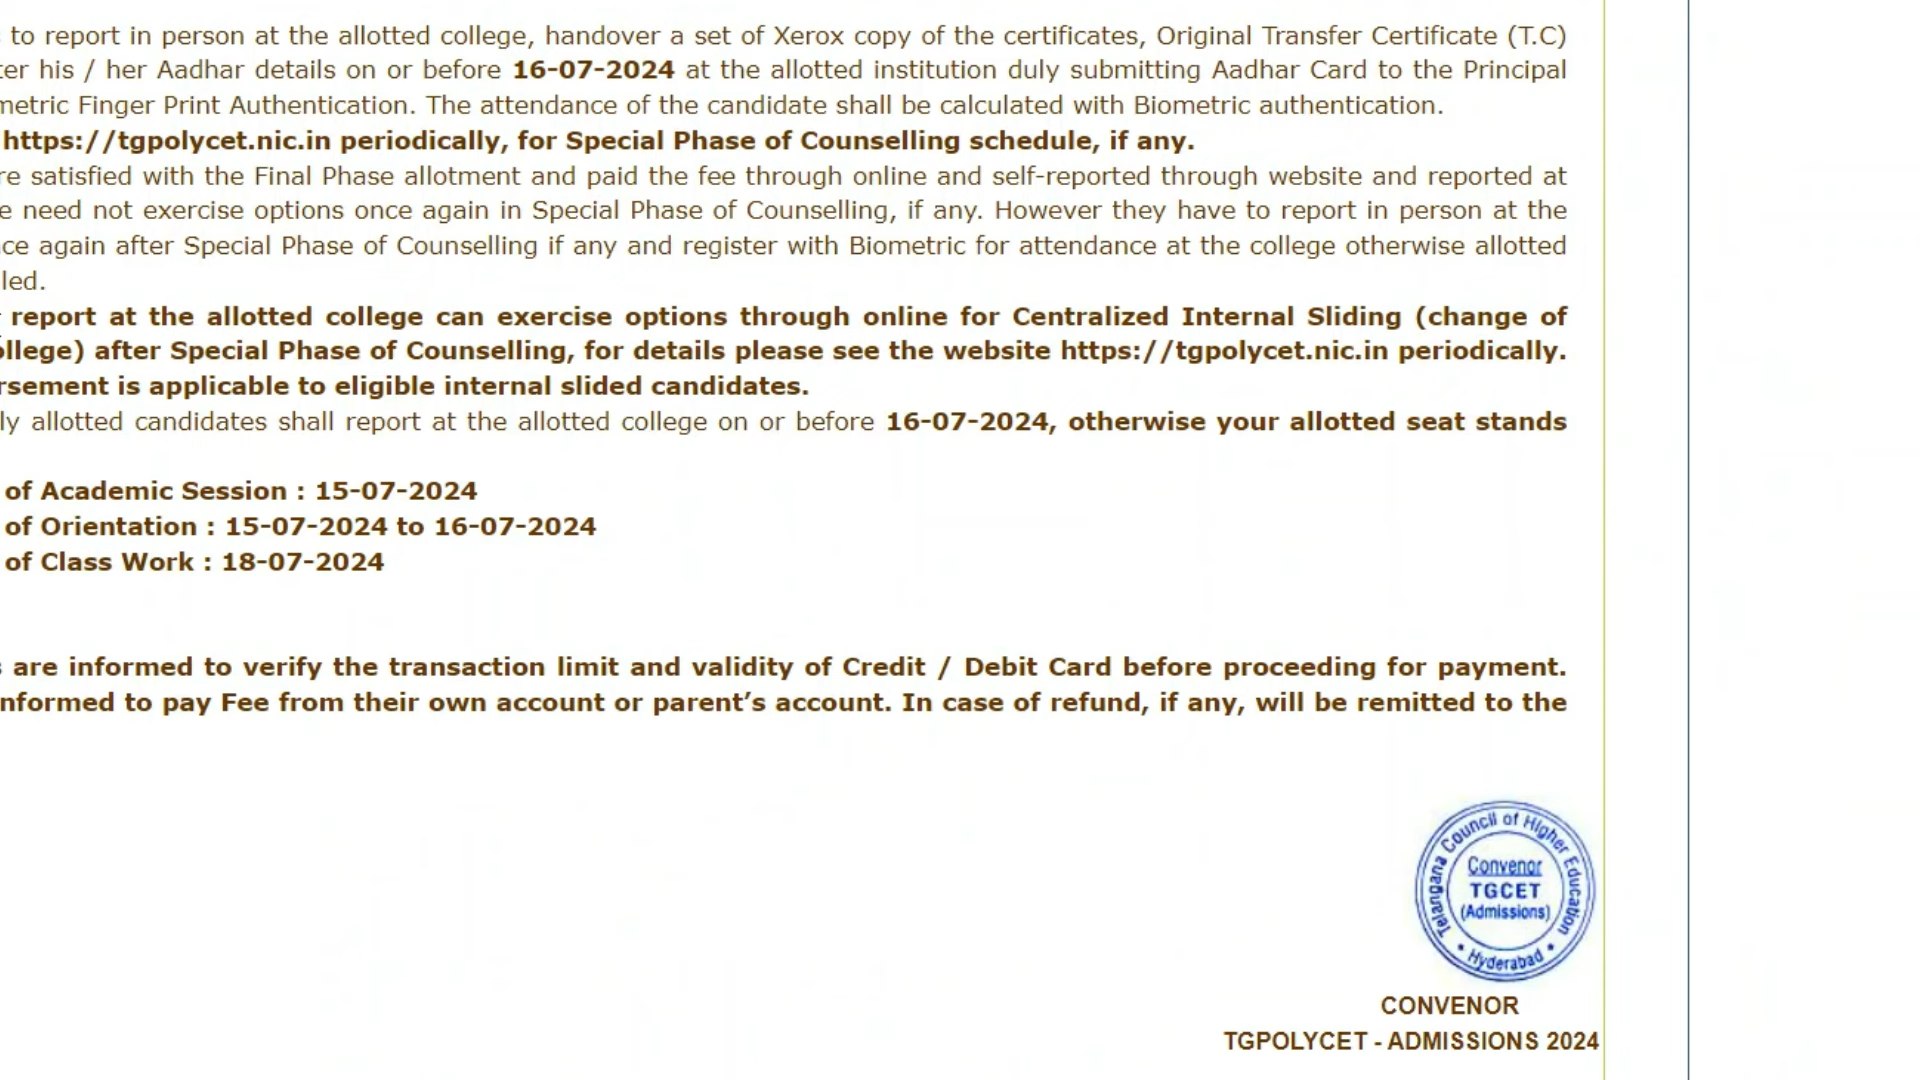 to report in person at the allotted college, handover a set of Xerox copy of the certificates, Original Transfer Certificate (T.C)
his / her Aadhar details on or before 16-07-2024 at the allotted institution duly submitting Aadhar Card to the Principal
Finger Print Authentication. The attendance of the candidate shall be calculated with Biometric authentication.
https://tgpolycet.nic.in periodically, for Special Phase of Counselling schedule, if any.
satisfied with the Final Phase allotment and paid the fee through online and self-reported through website and reported at
need not exercise options once again in Special Phase of Counselling, if any. However they have to report in person at the
again after Special Phase of Counselling if any and register with Biometric for attendance at the college otherwise allotted
led.
report at the allotted college can exercise options through online for Centralized Internal Sliding (change of
ollege) after Special Phase of Counselling, for details please see the website https://tgpolycet.nic.in periodically.
rsement is applicable to eligible internal slided candidates.
ly allotted candidates shall report at the allotted college on or before 16-07-2024, otherwise your allotted seat stands
of Academic Session : 15-07-2024
of Orientation : 15-07-2024 to 16-07-2024
of Class Work : 18-07-2024
are informed to verify the transaction limit and validity of Credit / Debit Card before proceeding for payment.
nformed to pay Fee from their own account or parent’s account. In case of refund, if any, will be remitted to the
Telangana Council of Higher Education
Convenor
TGCET
(Admissions)
Hyderabad
CONVENOR
TGPOLYCET - ADMISSIONS 2024